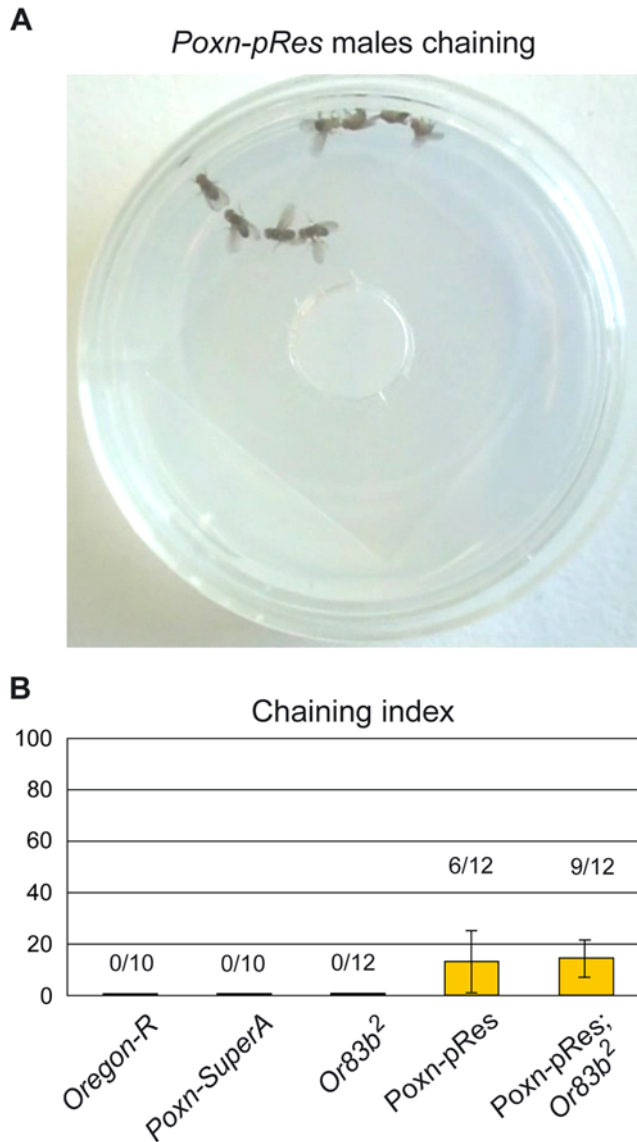 A
Poxn-pRes males chaining
B
Chaining index
100
80
60
40
20
0
0/10
0/10
0/12
6/12
9/12
Oregon-R
Poxn-SuperA
Or83b²
Poxn-pRes
Poxn-pRes;
Or83b²